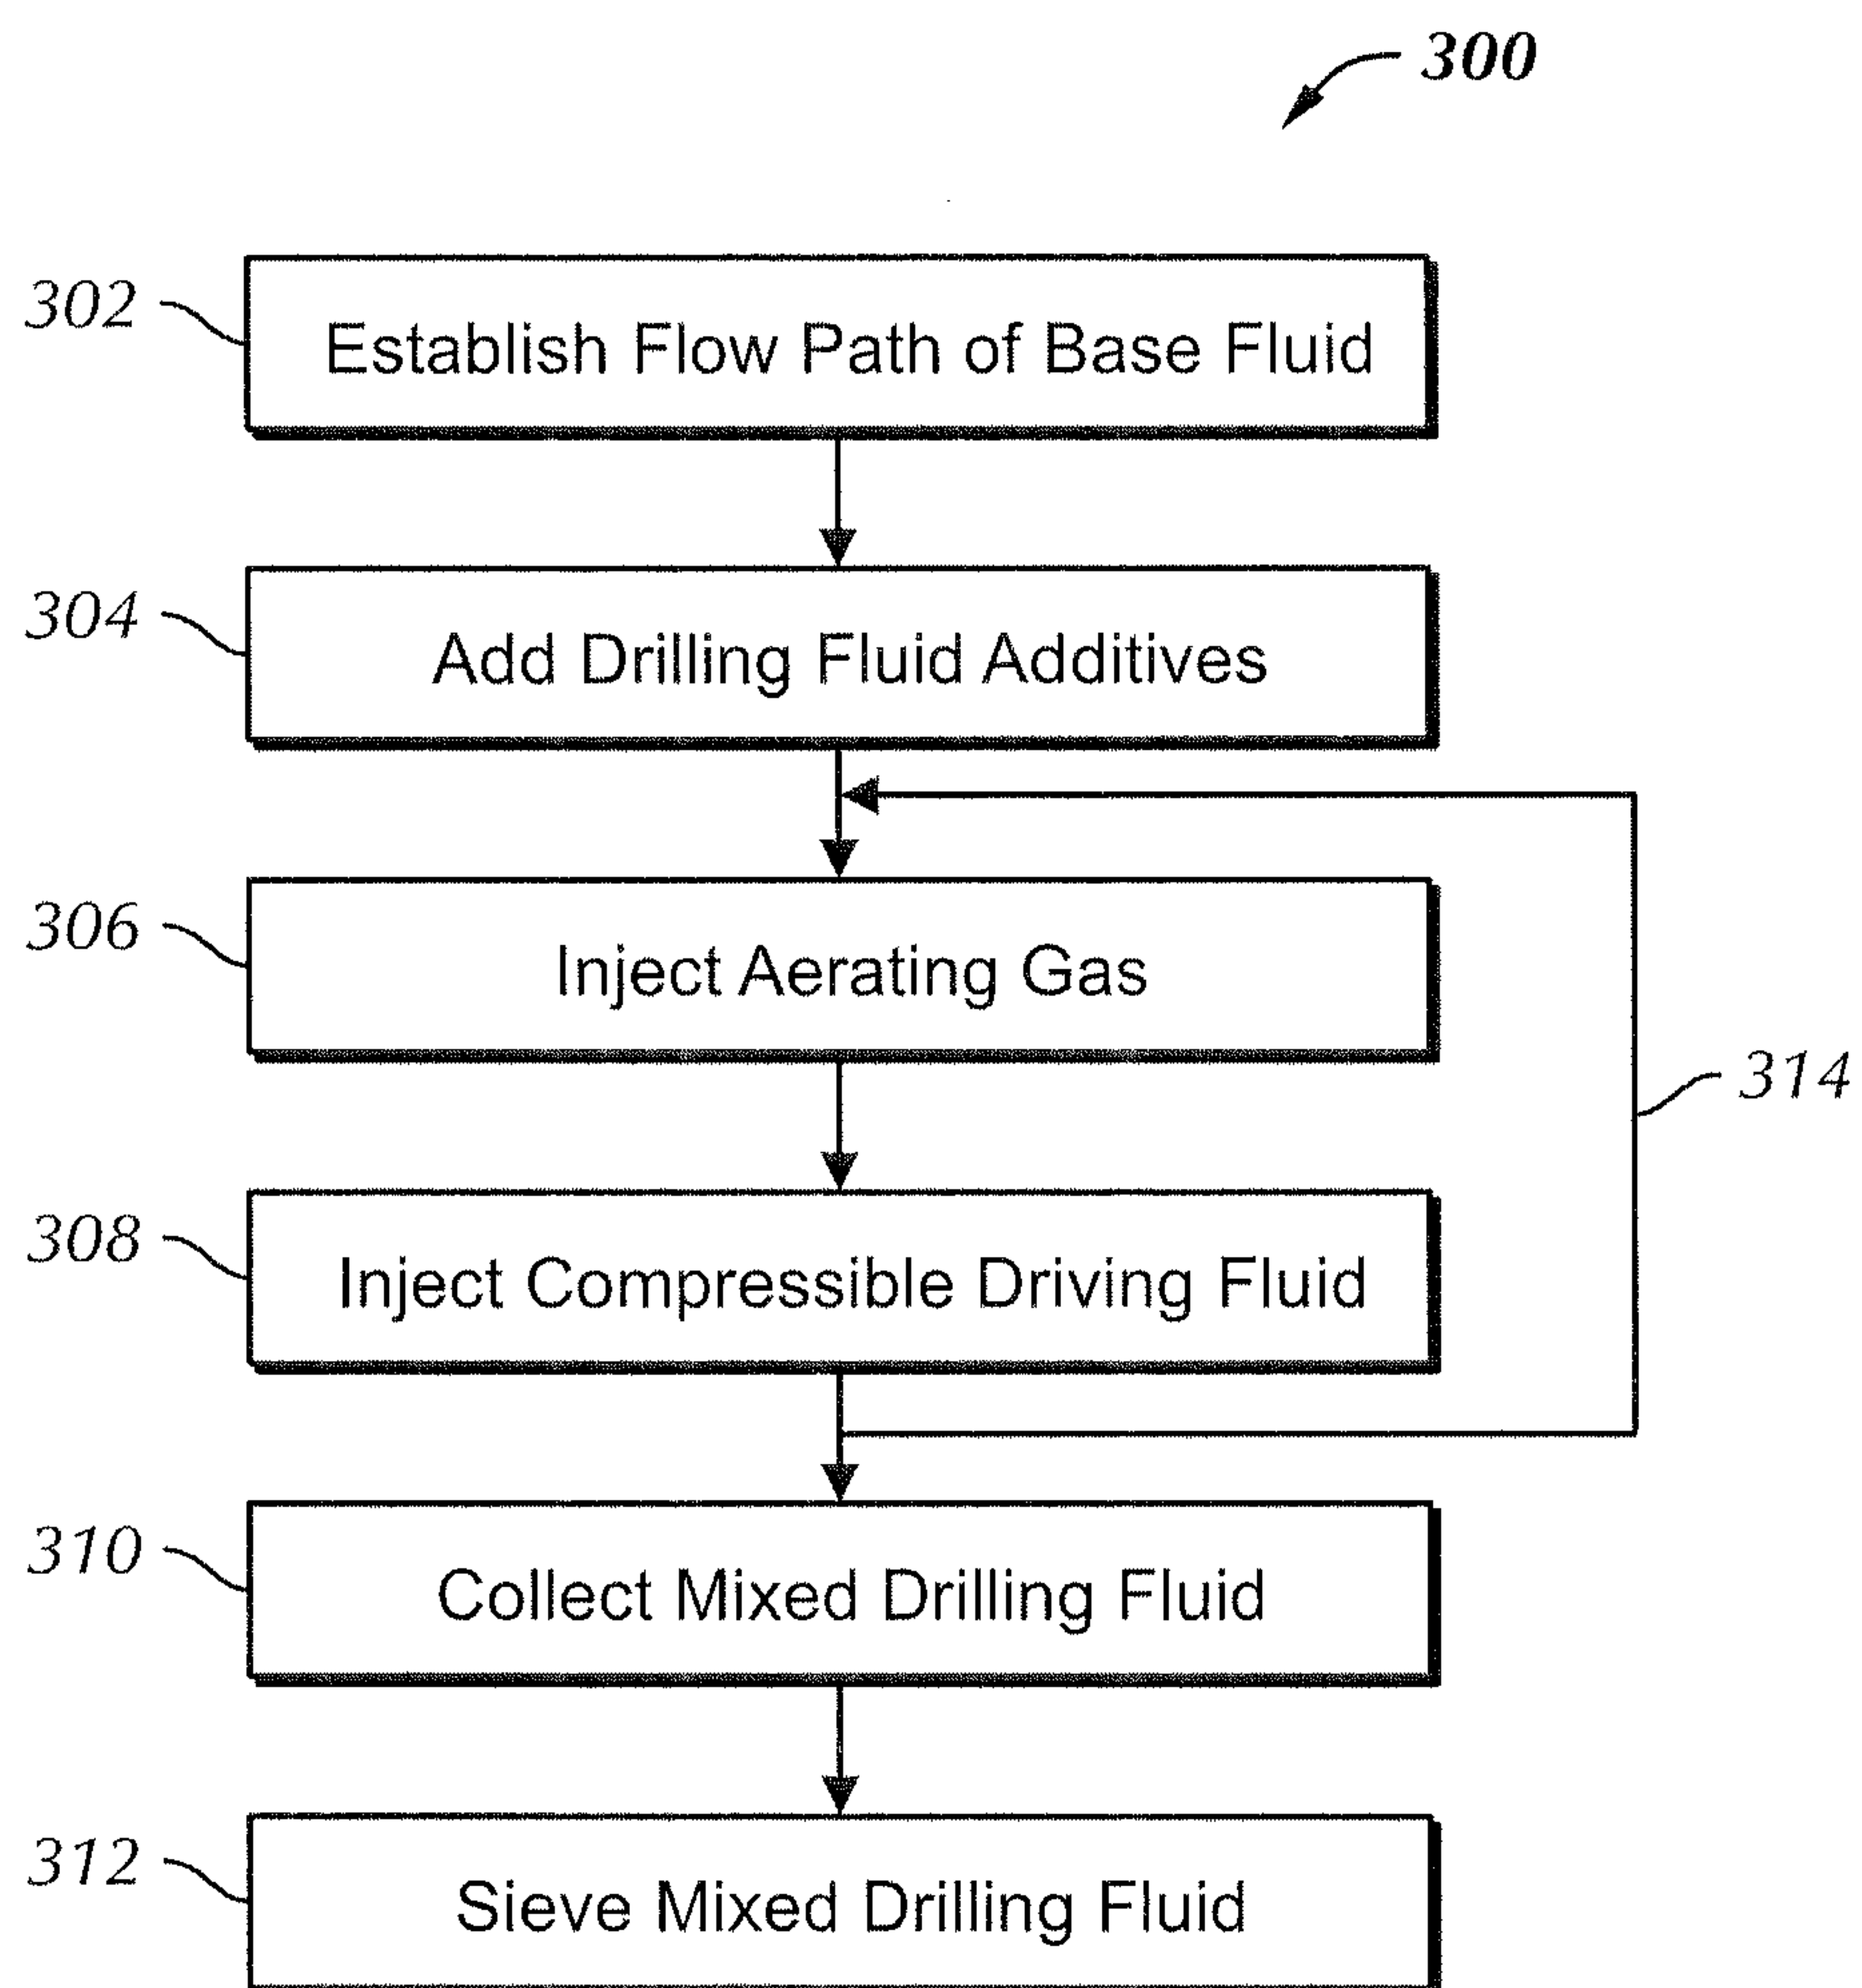 300
302
Establish Flow Path of Base Fluid
304
Add Drilling Fluid Additives
306
Inject Aerating Gas
314
308
Inject Compressible Driving Fluid
310
Collect Mixed Drilling Fluid
312
Sieve Mixed Drilling Fluid